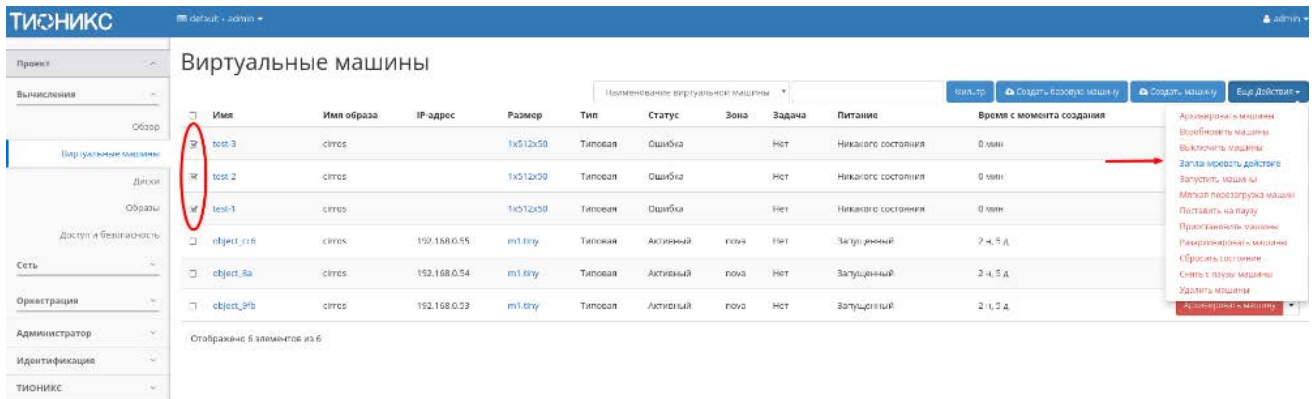 ТИОНИКС
default - admin
admin
Проект
Вычисления
Обзор
Виртуальные машины
Диски
Образы
Доступ и безопасность
Сеть
Оркестрация
Администратор
Идентификация
ТИОНИКС
Виртуальные машины
Наименование виртуальной машины Фильтр Создать базовую машину Создать машину Еще Действия
Имя Имя образа IP-адрес Размер Тип Статус Зона Задача Питание Время с момента создания
test-3 cirros 1x512x50 Типовая Ошибка Нет Никакого состояния 0 мин
test-2 cirros 1x512x50 Типовая Ошибка Нет Никакого состояния 0 мин
test-1 cirros 1x512x50 Типовая Ошибка Нет Никакого состояния 0 мин
object_cc6 cirros 192.168.0.55 m1.tiny Типовая Активный nova Нет Запущенный 2 н, 5 д
object_8a cirros 192.168.0.54 m1.tiny Типовая Активный nova Нет Запущенный 2 н, 5 д
object_9fb cirros 192.168.0.53 m1.tiny Типовая Активный nova Нет Запущенный 2 н, 5 д
Архивировать машину
Отображено 6 элементов из 6
Архивировать машины
Возобновить машины
Выключить машины
Запланировать действие
Запустить машины
Мягкая перезагрузка машин
Поставить на паузу
Приостановить машины
Разархивировать машины
Сбросить состояние
Снять с паузы машины
Удалить машины